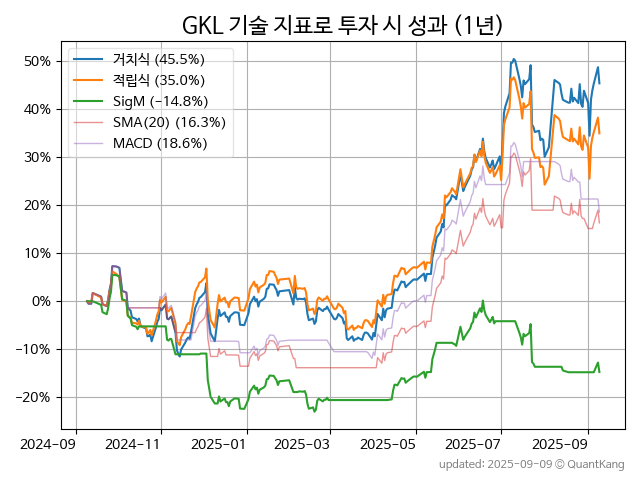 GKL 기술 지표로 투자 시 성과 (1년)
거치식 (45.5%)
적립식 (35.0%)
SigM (−14.8%)
SMA(20) (16.3%)
MACD (18.6%)
50%
40%
30%
20%
10%
0%
−10%
−20%
2024-09 2024-11 2025-01 2025-03 2025-05 2025-07 2025-09
updated: 2025-09-09 ⓒ QuantKang